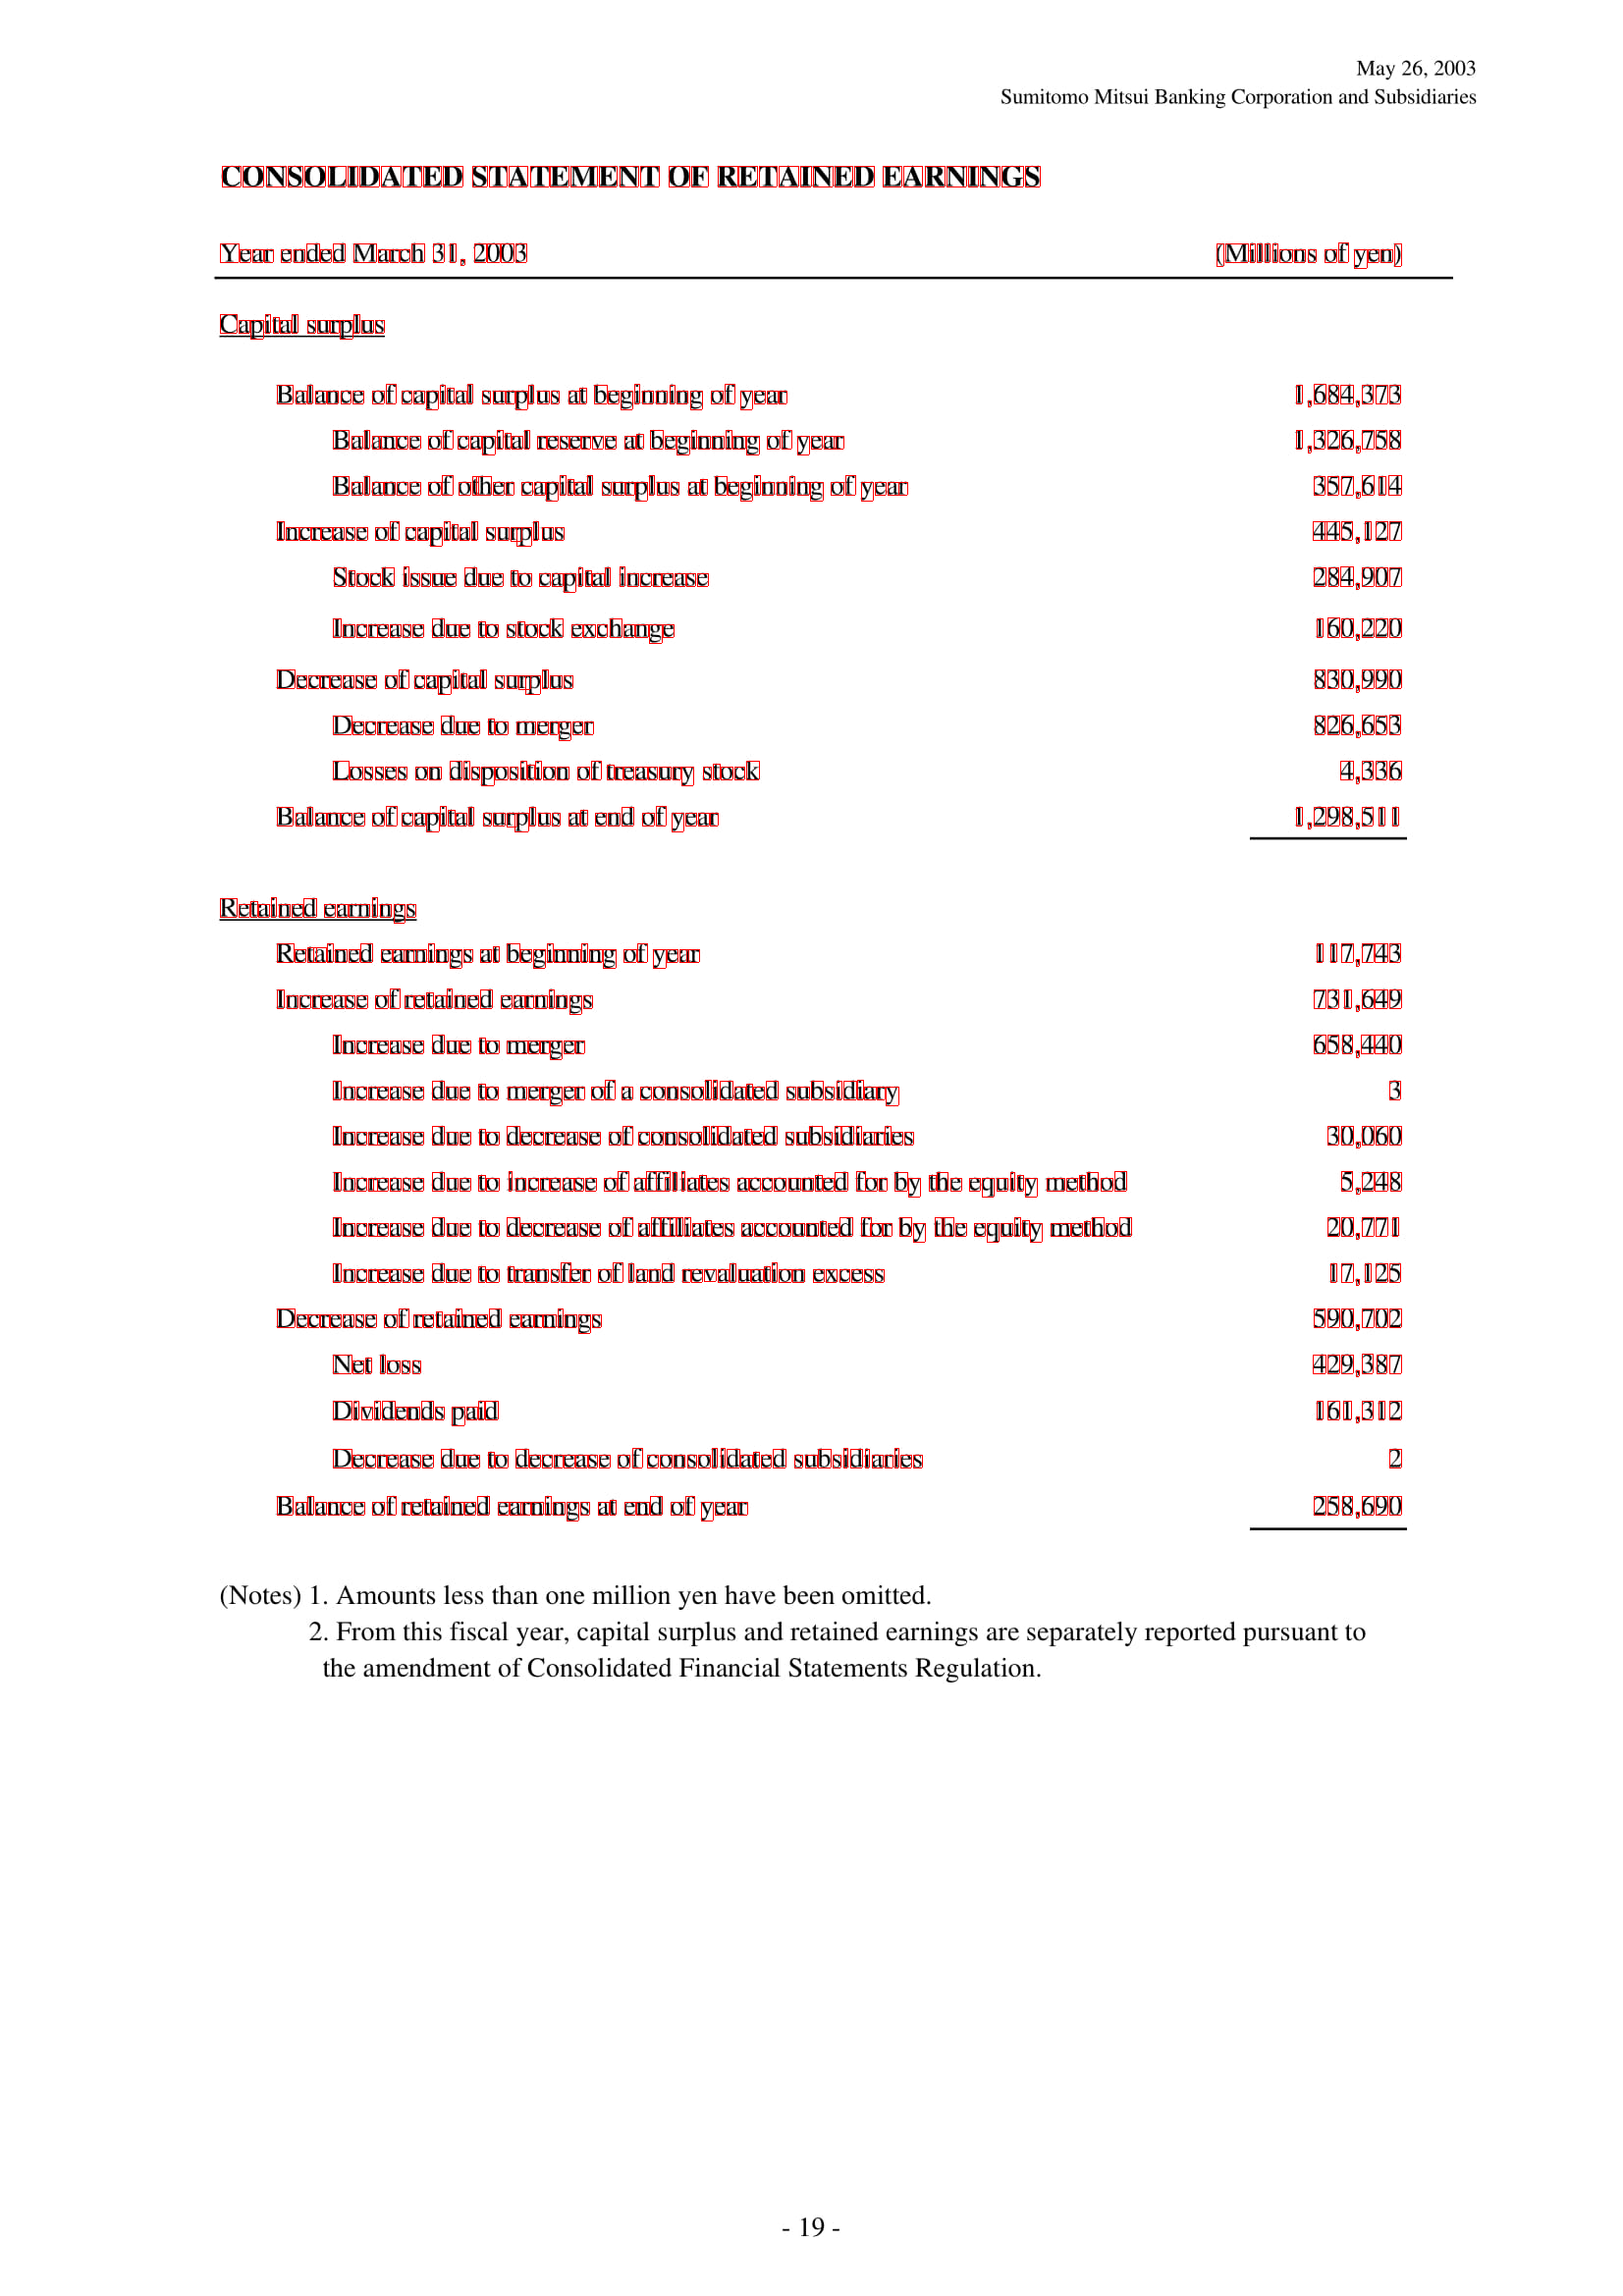 May 26, 2003
Sumitomo Mitsui Banking Corporation and Subsidiaries
CONSOLIDATED STATEMENT OF RETAINED EARNINGS
Year ended March 31, 2003 (Millions of yen)
Capital surplus
Balance of capital surplus at beginning of year 1,684,373
Balance of capital reserve at beginning of year 1,326,758
Balance of other capital surplus at beginning of year 357,614
Increase of capital surplus 445,127
Stock issue due to capital increase 284,907
Increase due to stock exchange 160,220
Decrease of capital surplus 830,990
Decrease due to merger 826,653
Losses on disposition of treasury stock 4,336
Balance of capital surplus at end of year 1,298,511
Retained earnings
Retained earnings at beginning of year 117,743
Increase of retained earnings 731,649
Increase due to merger 658,440
Increase due to merger of a consolidated subsidiary 3
Increase due to decrease of consolidated subsidiaries 30,060
Increase due to increase of affiliates accounted for by the equity method 5,248
Increase due to decrease of affiliates accounted for by the equity method 20,771
Increase due to transfer of land revaluation excess 17,125
Decrease of retained earnings 590,702
Net loss 429,387
Dividends paid 161,312
Decrease due to decrease of consolidated subsidiaries 2
Balance of retained earnings at end of year 258,690
(Notes) 1. Amounts less than one million yen have been omitted.
2. From this fiscal year, capital surplus and retained earnings are separately reported pursuant to
the amendment of Consolidated Financial Statements Regulation.
- 19 -